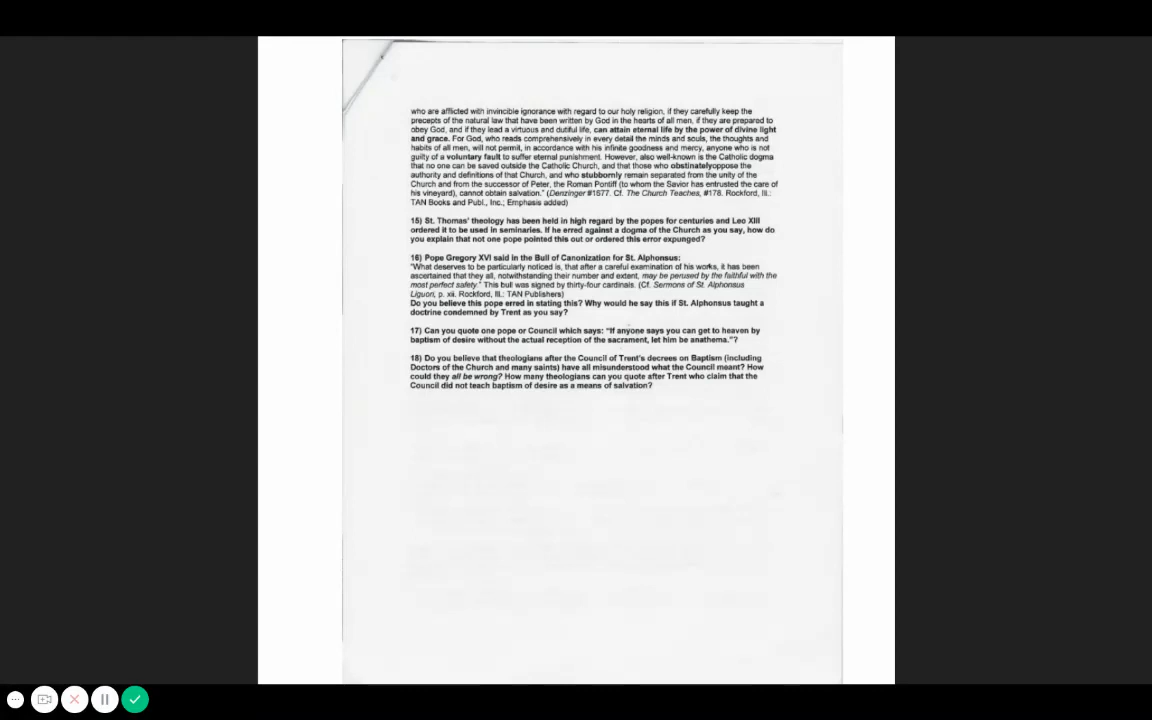 who are afflicted with invincible ignorance with regard to our holy religion, if they carefully keep the
precepts of the natural law that have been written by God in the hearts of all men, if they are prepared to
obey God, and if they lead a virtuous and dutiful life, can attain eternal life by the power of divine light
and grace. For God, who reads comprehensively in every detail the minds and souls, the thoughts and
habits of all men, will not permit, in accordance with his infinite goodness and mercy, anyone who is not
guilty of a voluntary fault to suffer eternal punishment. However, also well-known is the Catholic dogma
that no one can be saved outside the Catholic Church, and that those who obstinatelyoppose the
authority and definitions of that Church, and who stubbornly remain separated from the unity of the
Church and from the successor of Peter, the Roman Pontiff (to whom the Savior has entrusted the care of
his vineyard), cannot obtain salvation." (Denzinger #1677. Cf. The Church Teaches, #178. Rockford, Ill.:
TAN Books and Publ., Inc.; Emphasis added)
15) St. Thomas' theology has been held in high regard by the popes for centuries and Leo XIII
ordered it to be used in seminaries. If he erred against a dogma of the Church as you say, how do
you explain that not one pope pointed this out or ordered this error expunged?
16) Pope Gregory XVI said in the Bull of Canonization for St. Alphonsus:
"What deserves to be particularly noticed is, that after a careful examination of his works, it has been
ascertained that they all, notwithstanding their number and extent, may be perused by the faithful with the
most perfect safety." This bull was signed by thirty-four cardinals. (Cf. Sermons of St. Alphonsus
Liguori, p. xii. Rockford, Ill.: TAN Publishers)
Do you believe this pope erred in stating this? Why would he say this if St. Alphonsus taught a
doctrine condemned by Trent as you say?
17) Can you quote one pope or Council which says: "If anyone says you can get to heaven by
baptism of desire without the actual reception of the sacrament, let him be anathema."?
18) Do you believe that theologians after the Council of Trent's decrees on Baptism (including
Doctors of the Church and many saints) have all misunderstood what the Council meant? How
could they all be wrong? How many theologians can you quote after Trent who claim that the
Council did not teach baptism of desire as a means of salvation?